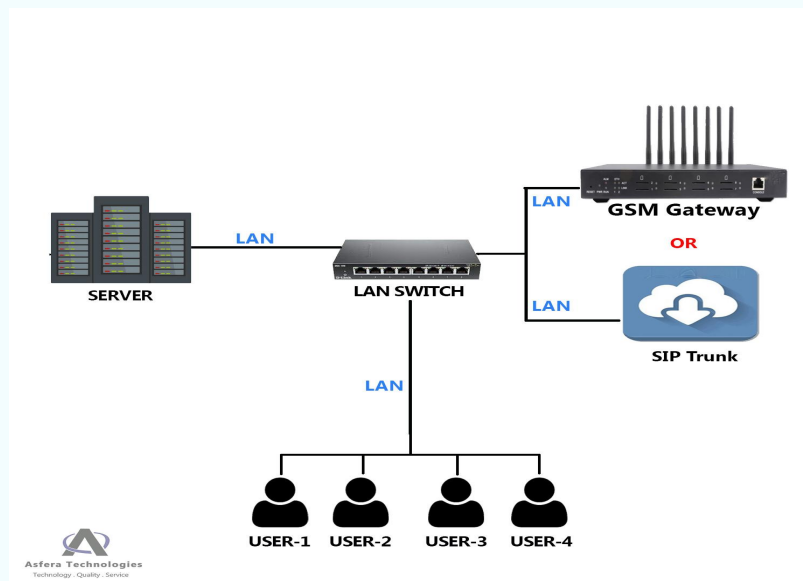 LAN
GSM Gateway
LAN
OR
SERVER
LAN SWITCH
LAN
SIP Trunk
LAN
USER-1
USER-2
USER-3
USER-4
Asfera Technologies
Technology . Quality . Service